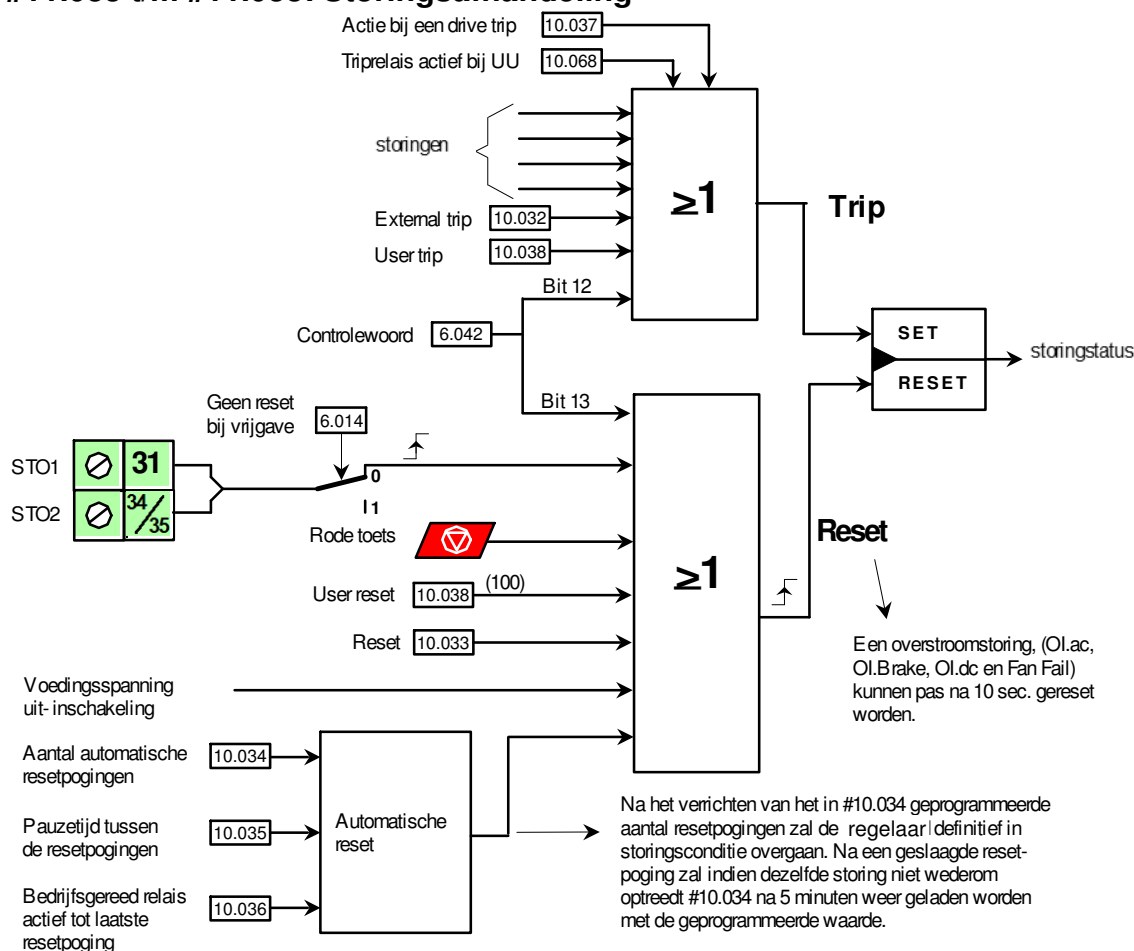 Actie bij een drive trip 10.037
Triprelais actief bij UU 10.068
storingen
≥1
Trip
External trip 10.032
User trip 10.038
Bit 12
Controlewoord 6.042
SET
storingstatus
RESET
Bit 13
Geen reset
bij vrijgave 6.014
STO1 31
0
STO2 34/35
1
Rode toets
Reset
≥1
User reset 10.038 (100)
Reset 10.033
Een overstroomstoring, (OI.ac,
OI.Brake, OI.dc en Fan Fail)
kunnen pas na 10 sec. gereset
worden.
Voedingsspanning
uit- inschakeling
Aantal automatische
resetpogingen 10.034
Pauzetijd tussen
de resetpogingen 10.035
Automatische
reset
Bedrijfsgereed relais
actief tot laatste
resetpoging
10.036
Na het verrichten van het in #10.034 geprogrammeerde
aantal resetpogingen zal de regelaar definitief in
storingsconditie overgaan. Na een geslaagde reset-
poging zal indien dezelfde storing niet wederom
optreedt #10.034 na 5 minuten weer geladen worden
met de geprogrammeerde waarde.